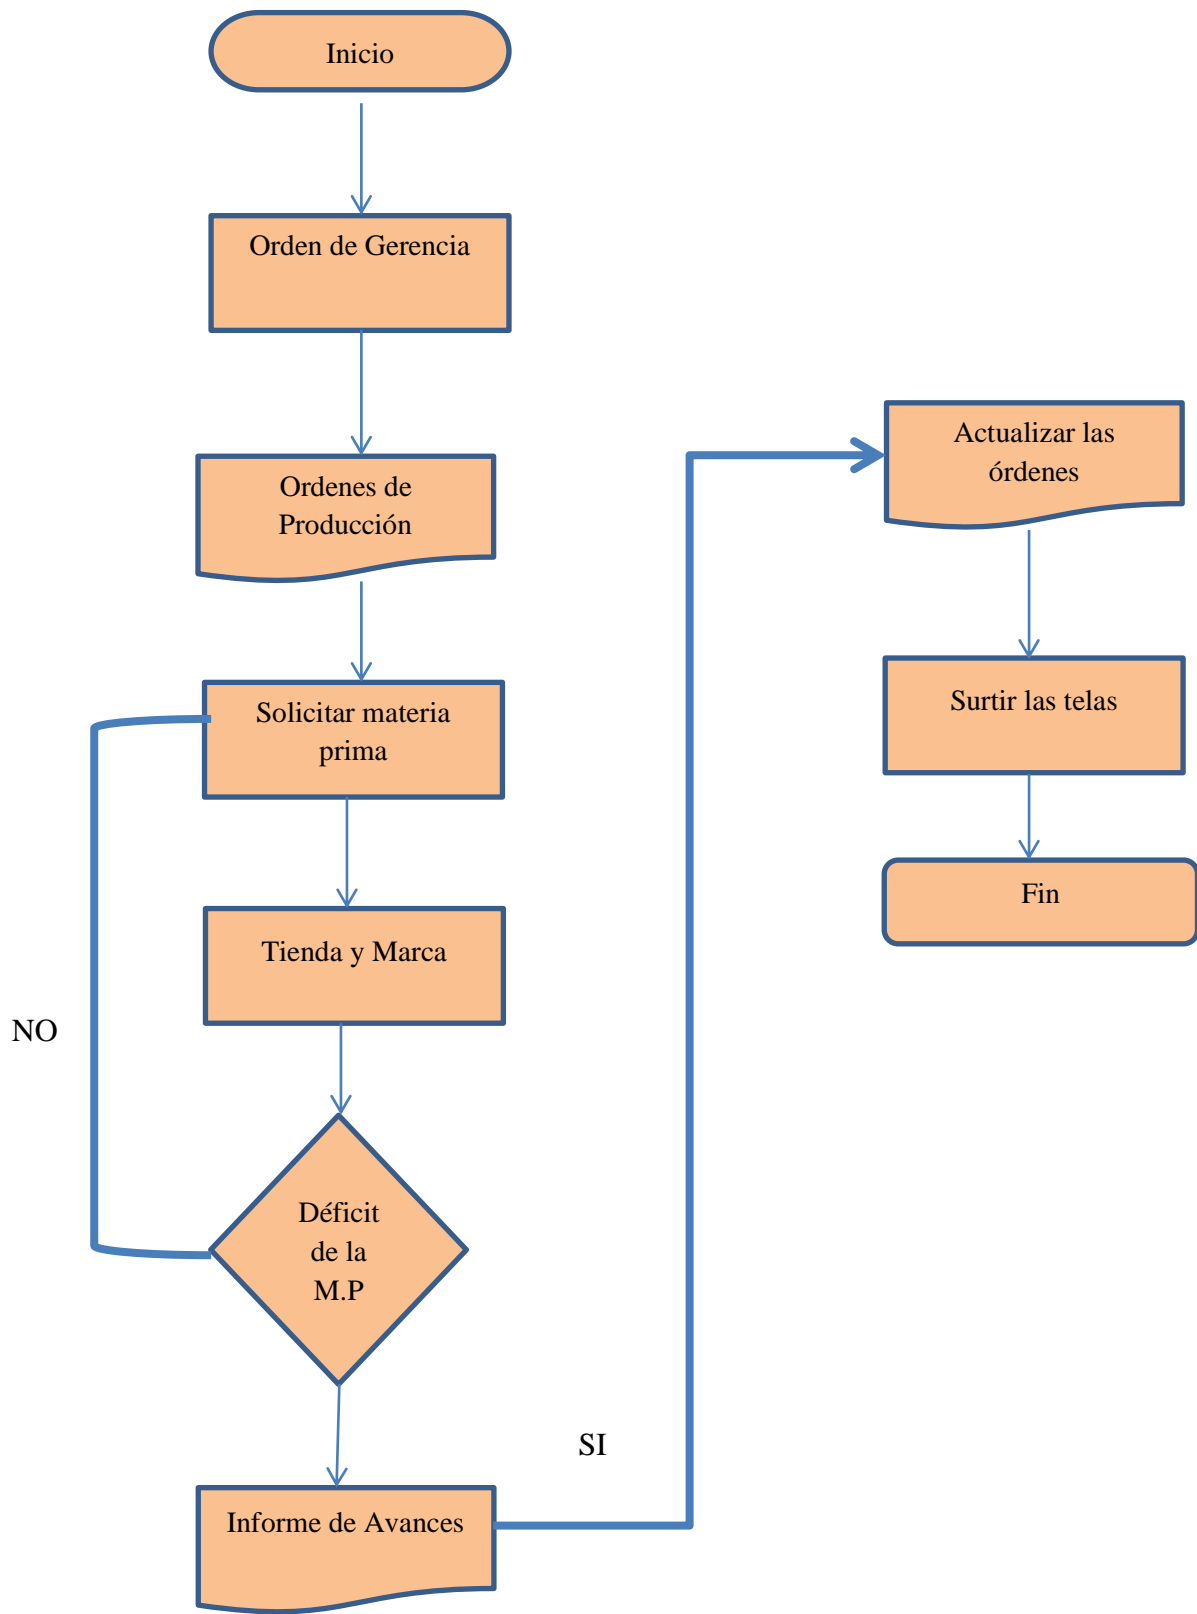 Inicio
Orden de Gerencia
Ordenes de
Producción
Solicitar materia
prima
Tienda y Marca
NO
Déficit
de la
M.P
SI
Informe de Avances
Actualizar las
órdenes
Surtir las telas
Fin